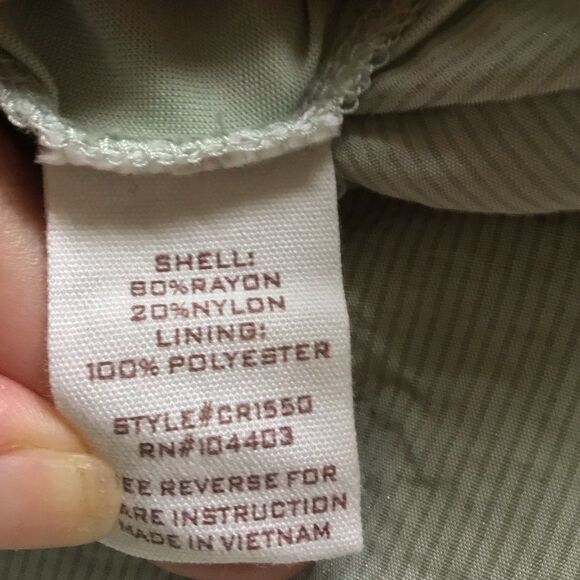 SHELL:
80%RAYON
20%NYLON
LINING:
100% POLYESTER
STYLE#CR1550
RN#104403
EE REVERSE FOR
ARE INSTRUCTION
MADE IN VIETNAM